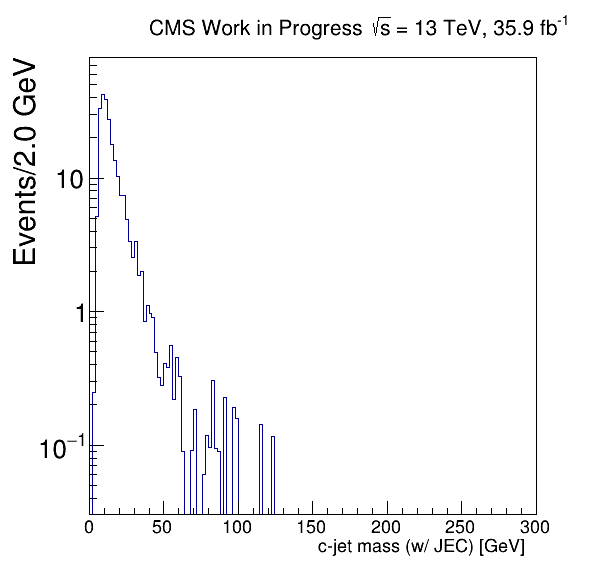 CMS Work in Progress √s = 13 TeV, 35.9 fb⁻¹
Events/2.0 GeV
10
1
10⁻¹
0 50 100 150 200 250 300
c-jet mass (w/ JEC) [GeV]